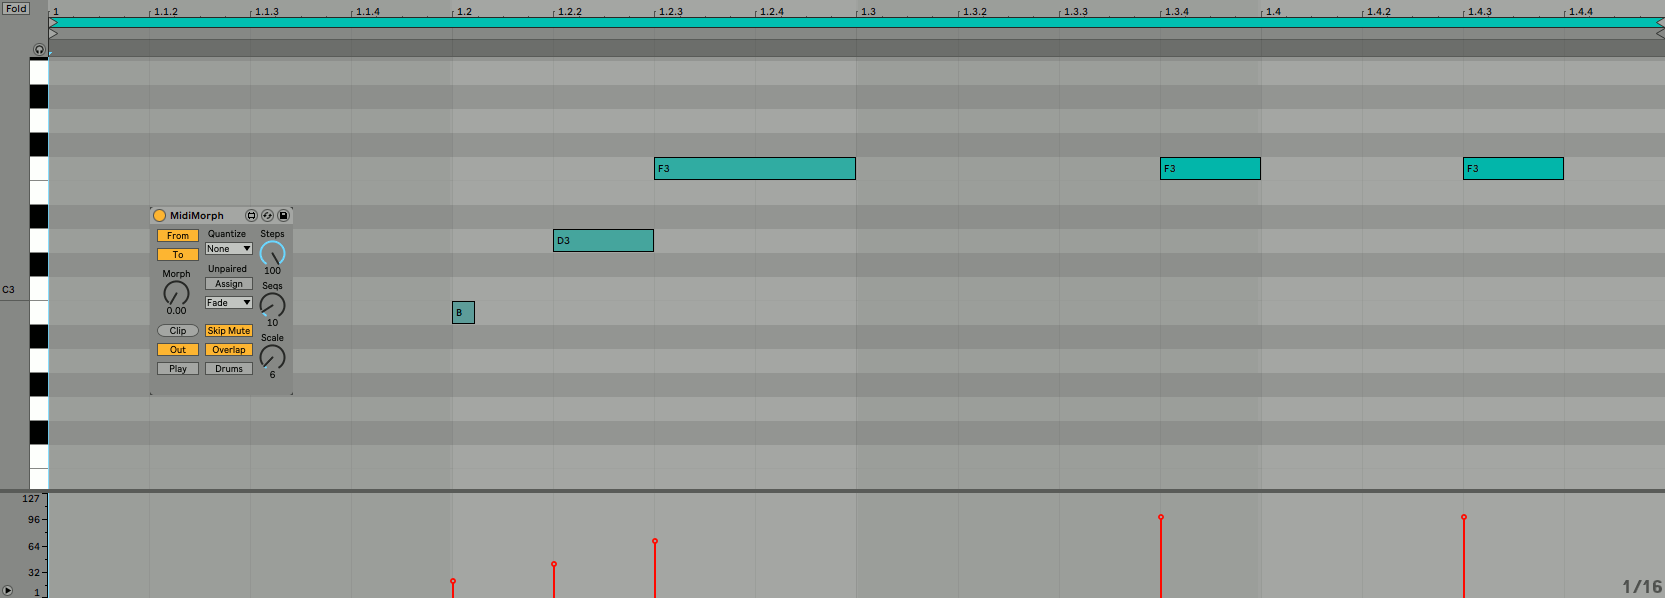 Fold
1 1.1.2 1.1.3 1.1.4 1.2 1.2.2 1.2.3 1.2.4 1.3 1.3.2 1.3.3 1.3.4 1.4 1.4.2 1.4.3 1.4.4
F3 F3 F3
MidiMorph
From Quantize Steps
None
To
100
D3
Morph Unpaired
Assign Seqs
C3
0.00 Fade
10
B
Clip Skip Mute
Scale
Out Overlap
Play Drums 6
127
96
64
32
1
1/16